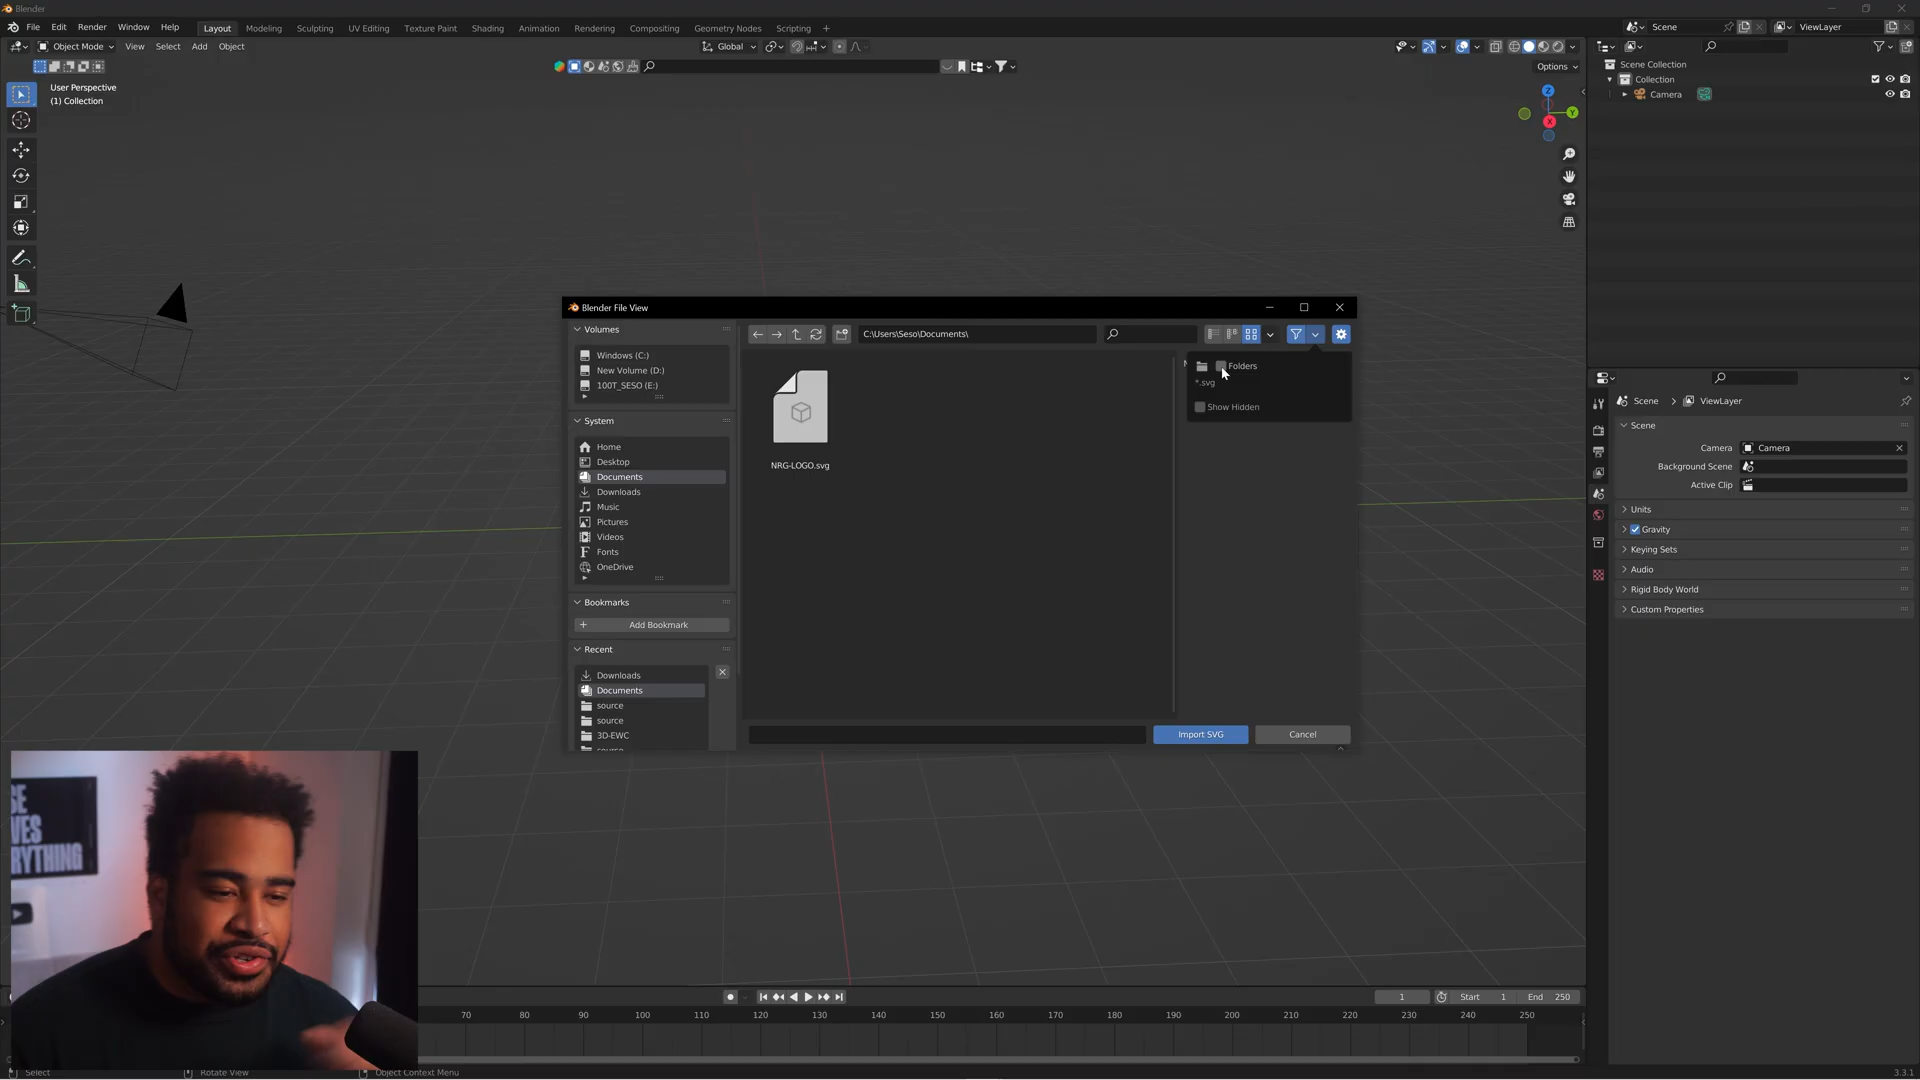 Blender
File Edit Render Window Help Layout Modeling Sculpting UV Editing Texture Paint Shading Animation Rendering Compositing Geometry Nodes Scripting + Scene ViewLayer
Object Mode View Select Add Object Global
Options
User Perspective
(1) Collection
Z
Y
X
Scene Collection
Collection
Camera
Blender File View
Volumes
Windows (C:)
New Volume (D:)
100T_SESO (E:)
System
Home
Desktop
Documents
Downloads
Music
Pictures
Videos
Fonts
OneDrive
Bookmarks
Add Bookmark
Recent
Downloads
Documents
source
source
3D-EWC
C:\Users\Seso\Documents\
NRG-LOGO.svg
Folders
*.svg
Show Hidden
Import SVG Cancel
Scene > ViewLayer
Scene
Camera Camera
Background Scene
Active Clip
Units
Gravity
Keying Sets
Audio
Rigid Body World
Custom Properties
1 Start 1 End 250
70 80 90 100 110 120 130 140 150 160 170 180 190 200 210 220 230 240 250
Select Rotate View Object Context Menu 3.3.1